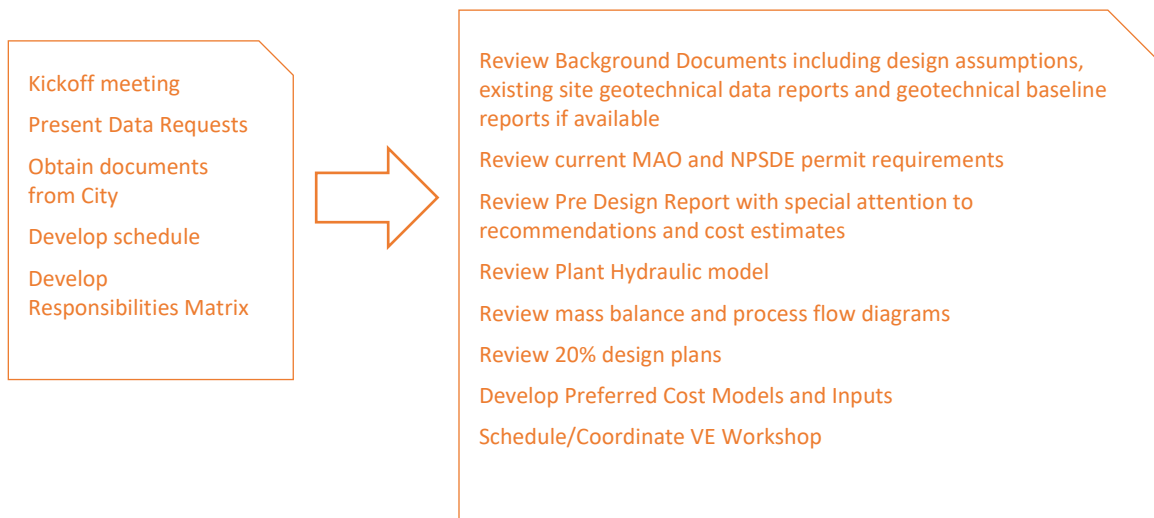 Kickoff meeting
Present Data Requests
Obtain documents
from City
Develop schedule
Develop
Responsibilities Matrix
Review Background Documents including design assumptions,
existing site geotechnical data reports and geotechnical baseline
reports if available
Review current MAO and NPSDE permit requirements
Review Pre Design Report with special attention to
recommendations and cost estimates
Review Plant Hydraulic model
Review mass balance and process flow diagrams
Review 20% design plans
Develop Preferred Cost Models and Inputs
Schedule/Coordinate VE Workshop